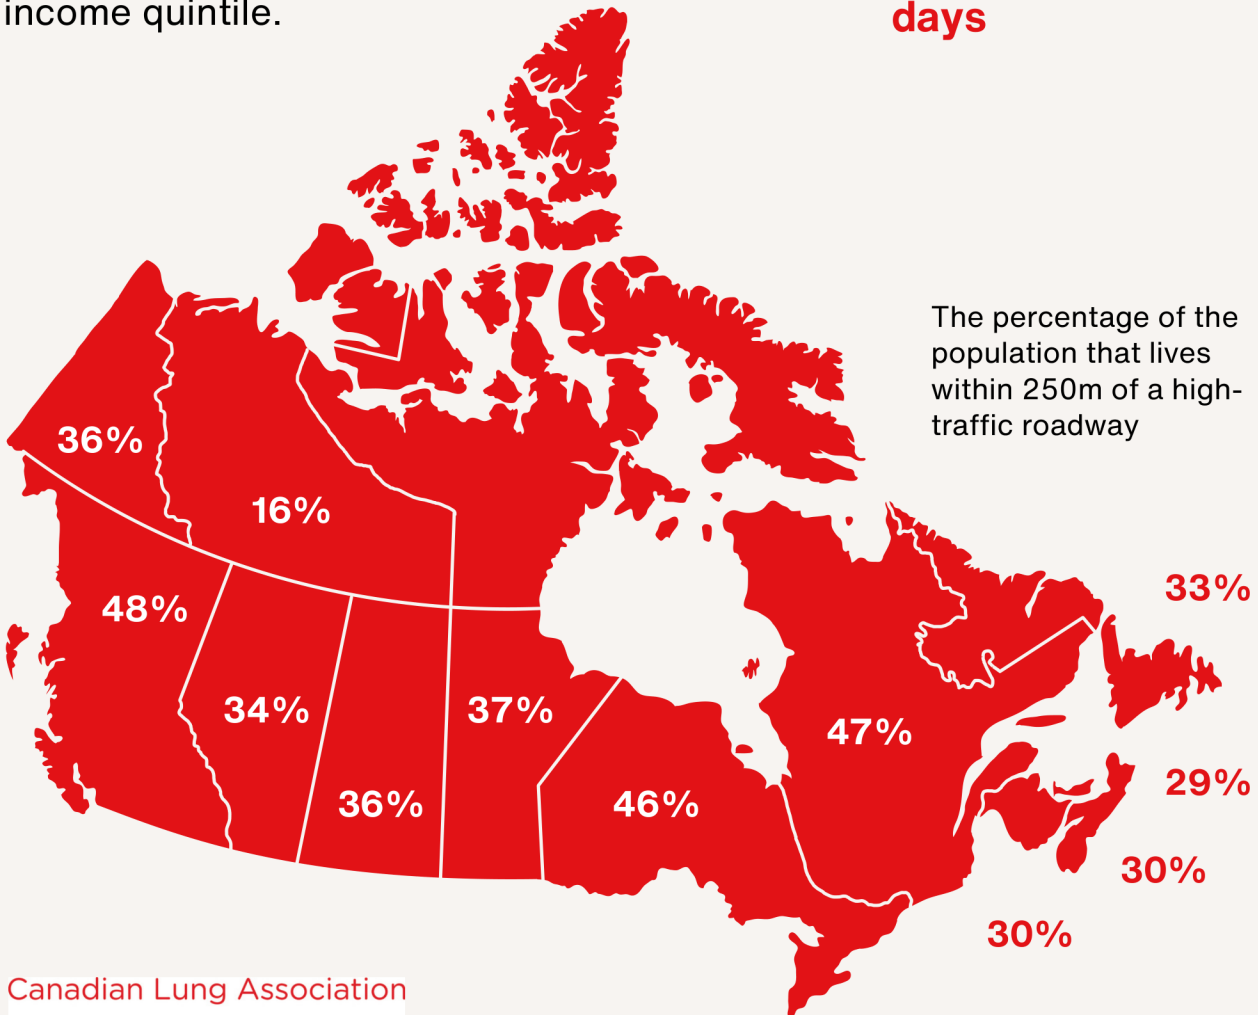 income quintile.
days
The percentage of the
population that lives
within 250m of a high-
traffic roadway
36%
16%
48%
33%
34%
37%
47%
36%
46%
29%
30%
30%
Canadian Lung Association